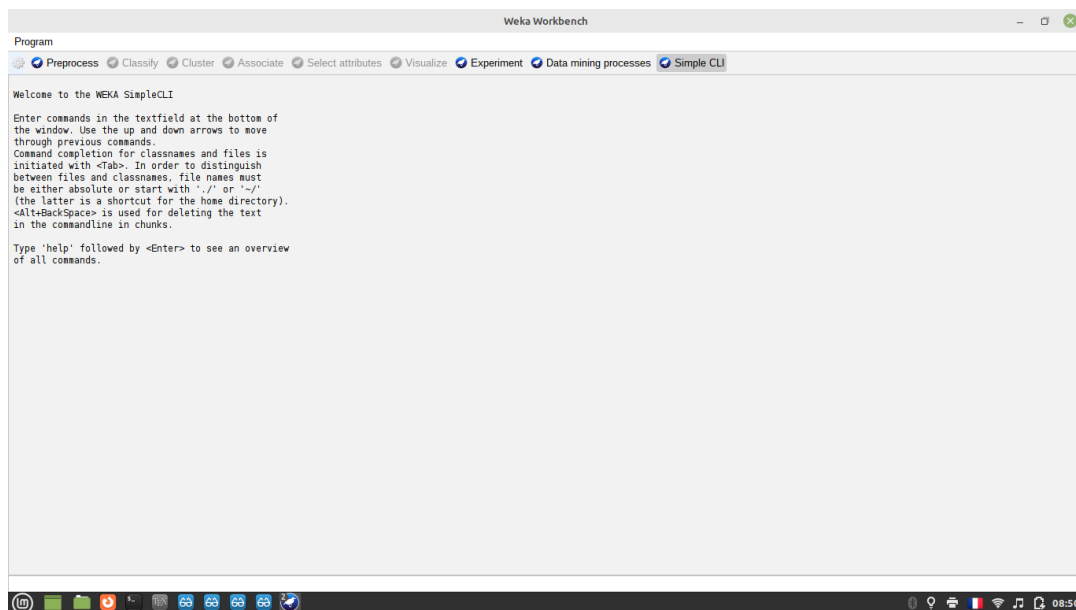 Weka Workbench
Program
Preprocess Classify Cluster Associate Select attributes Visualize Experiment Data mining processes Simple CLI
Welcome to the WEKA SimpleCLI
Enter commands in the textfield at the bottom of
the window. Use the up and down arrows to move
through previous commands.
Command completion for classnames and files is
initiated with <Tab>. In order to distinguish
between files and classnames, file names must
be either absolute or start with './' or '~/'
(the latter is a shortcut for the home directory).
<Alt+BackSpace> is used for deleting the text
in the commandline in chunks.
Type 'help' followed by <Enter> to see an overview
of all commands.